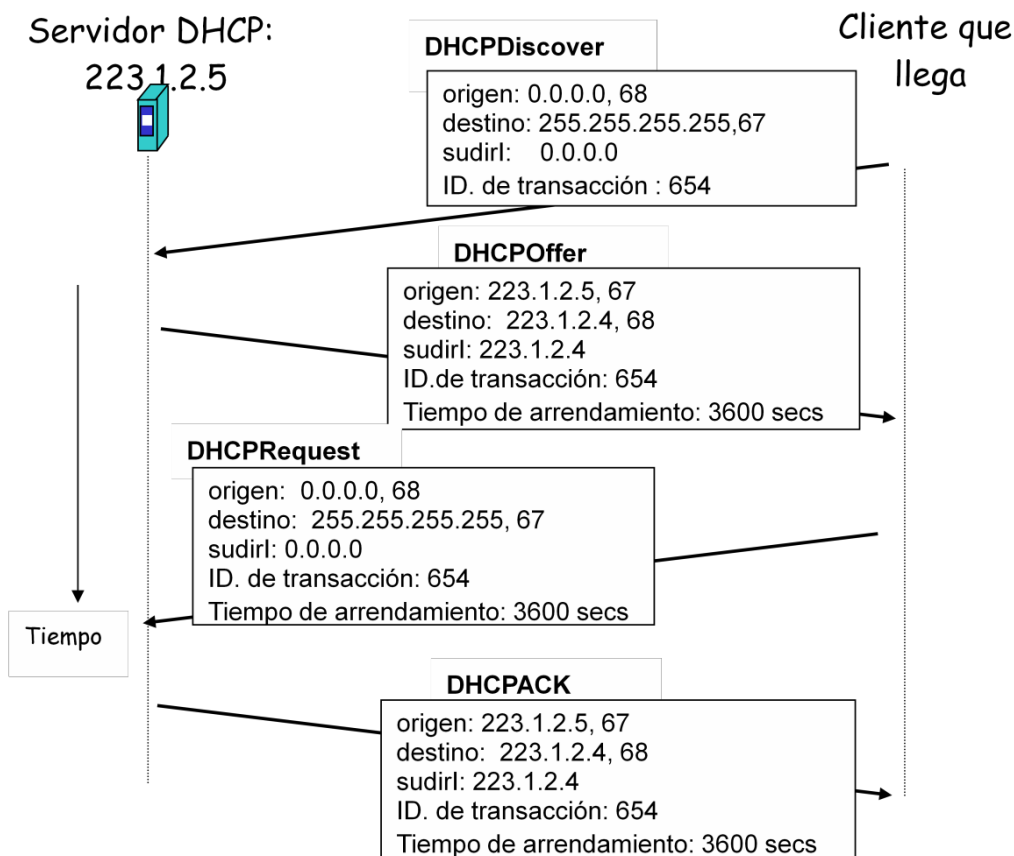 Servidor DHCP:
223.1.2.5
Cliente que
llega
DHCPDiscover
origen: 0.0.0.0, 68
destino: 255.255.255.255,67
sudirI: 0.0.0.0
ID. de transacción : 654
DHCPOffer
origen: 223.1.2.5, 67
destino: 223.1.2.4, 68
sudirI: 223.1.2.4
ID.de transacción: 654
Tiempo de arrendamiento: 3600 secs
DHCPRequest
origen: 0.0.0.0, 68
destino: 255.255.255.255, 67
sudirI: 0.0.0.0
ID. de transacción: 654
Tiempo de arrendamiento: 3600 secs
Tiempo
DHCPACK
origen: 223.1.2.5, 67
destino: 223.1.2.4, 68
sudirI: 223.1.2.4
ID. de transacción: 654
Tiempo de arrendamiento: 3600 secs